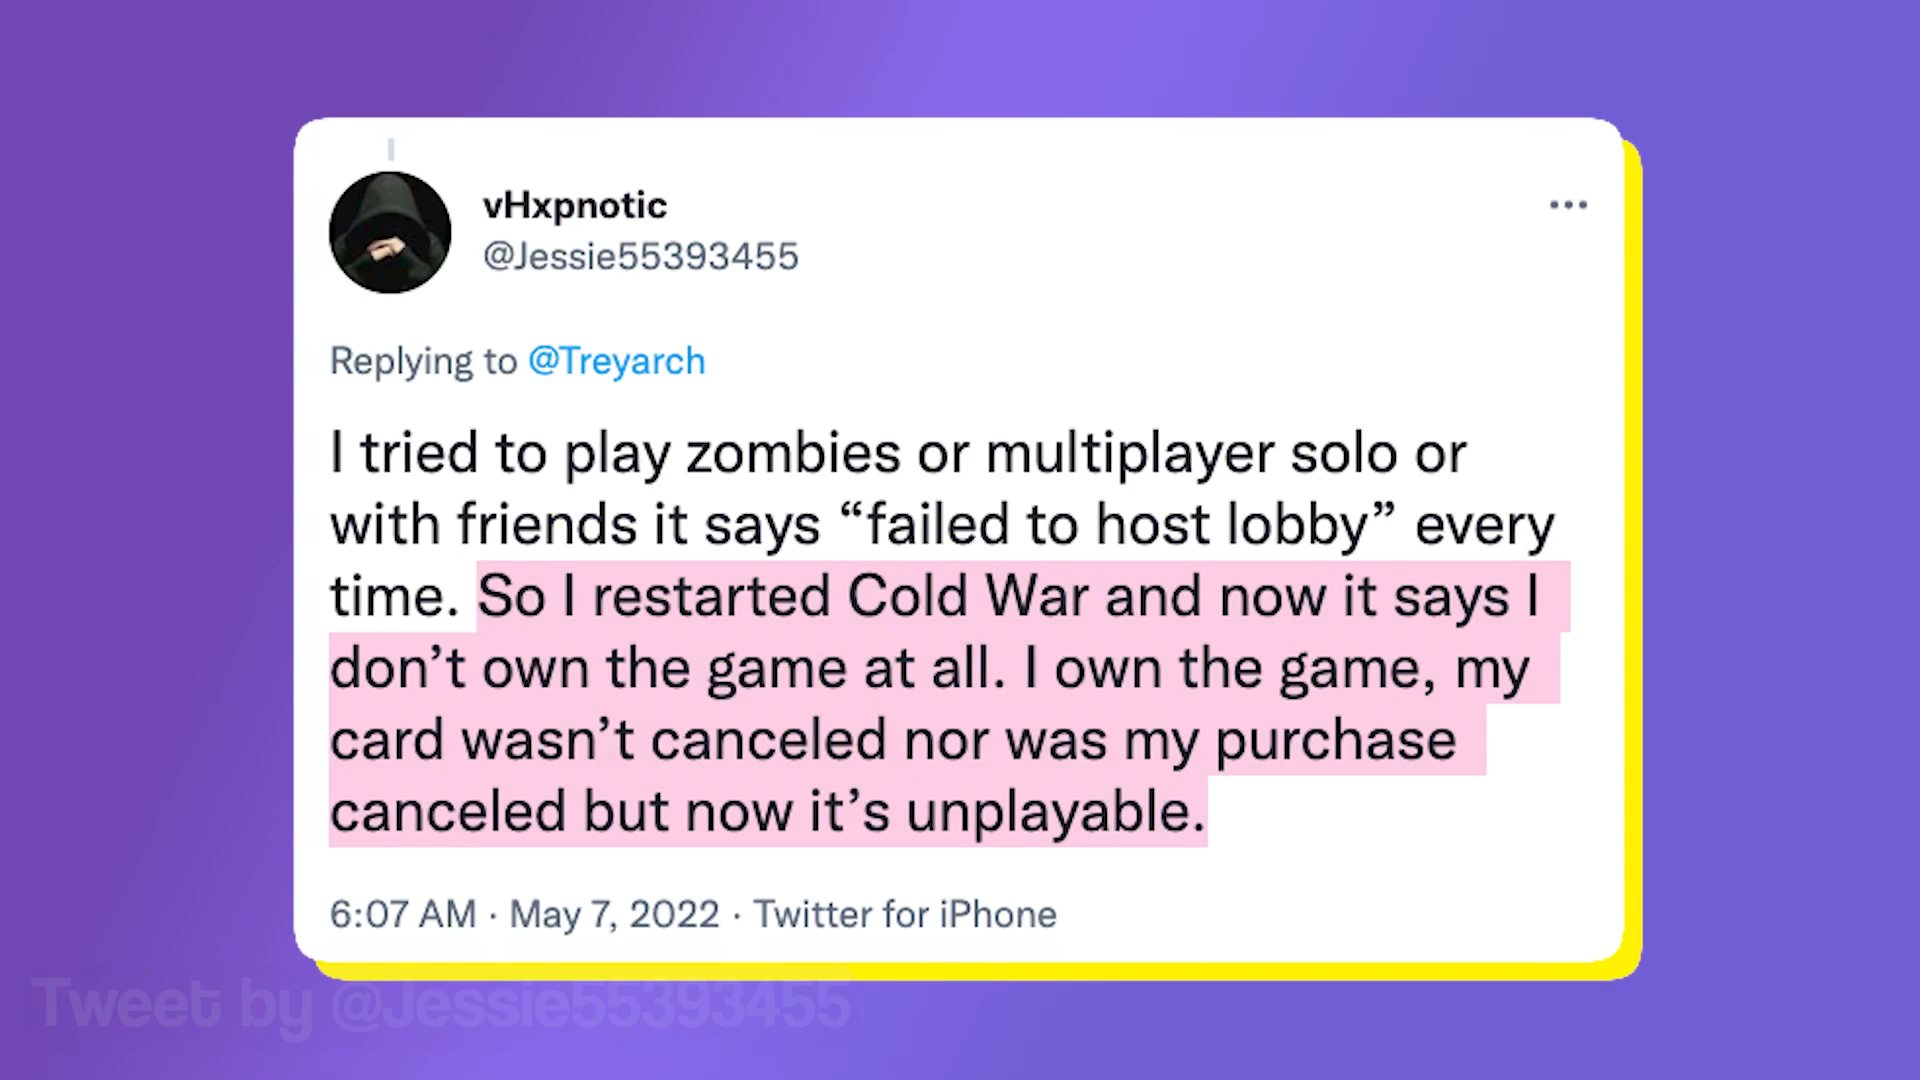 vHxpnotic
@Jessie55393455
Replying to @Treyarch
I tried to play zombies or multiplayer solo or
with friends it says “failed to host lobby” every
time. So I restarted Cold War and now it says I
don’t own the game at all. I own the game, my
card wasn’t canceled nor was my purchase
canceled but now it’s unplayable.
6:07 AM · May 7, 2022 · Twitter for iPhone
Tweet by @Jessie55393455